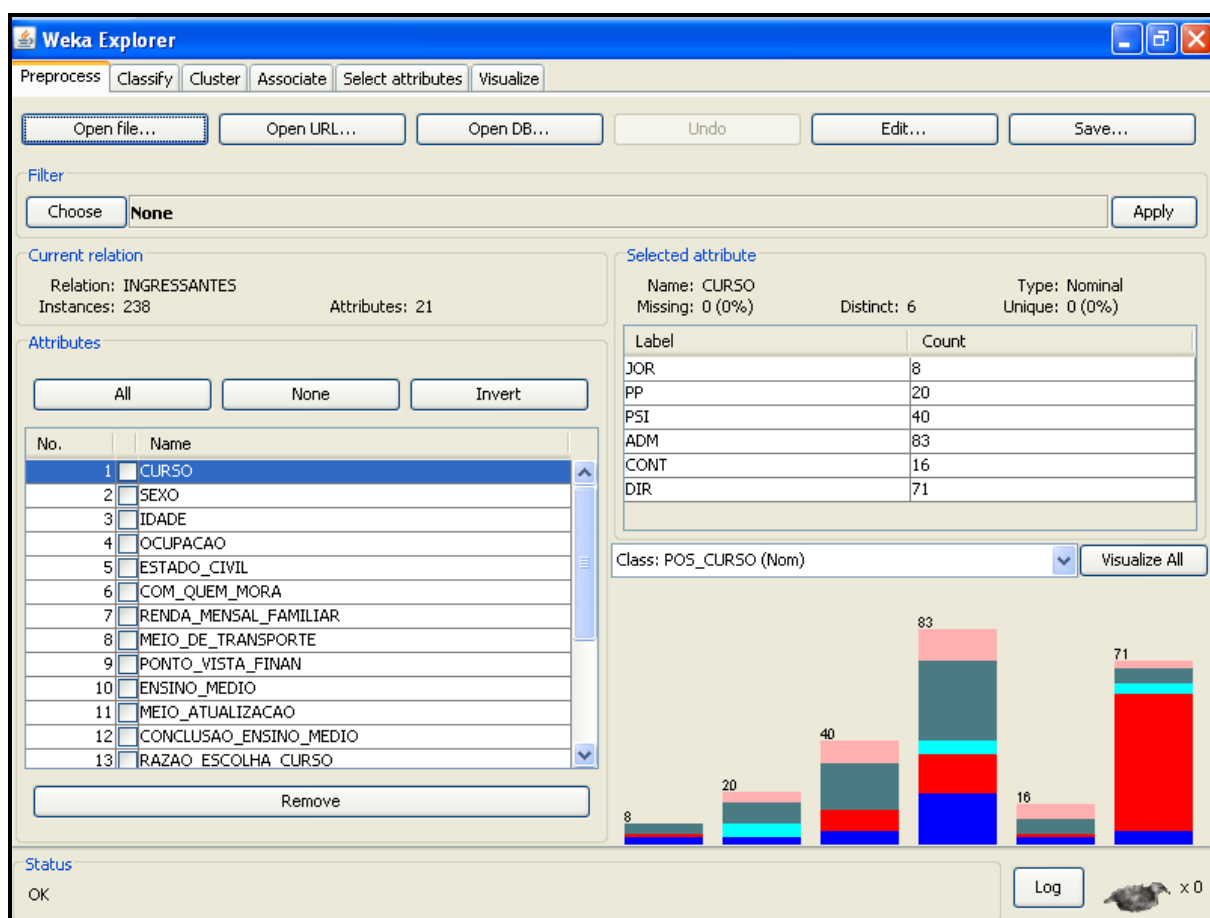 Weka Explorer
Preprocess Classify Cluster Associate Select attributes Visualize
Open file... Open URL... Open DB... Undo Edit... Save...
Filter
Choose None Apply
Current relation
Relation: INGRESSANTES
Instances: 238 Attributes: 21
Attributes
All None Invert
No. Name
1 CURSO
2 SEXO
3 IDADE
4 OCUPACAO
5 ESTADO_CIVIL
6 COM_QUEM_MORA
7 RENDA_MENSAL_FAMILIAR
8 MEIO_DE_TRANSPORTE
9 PONTO_VISTA_FINAN
10 ENSINO_MEDIO
11 MEIO_ATUALIZACAO
12 CONCLUSAO_ENSINO_MEDIO
13 RAZAO_ESCOLHA_CURSO
Remove
Selected attribute
Name: CURSO Type: Nominal
Missing: 0 (0%) Distinct: 6 Unique: 0 (0%)
Label Count
JOR 8
PP 20
PSI 40
ADM 83
CONT 16
DIR 71
Class: POS_CURSO (Nom) Visualize All
8 20 40 83 16 71
Status
OK
Log x 0